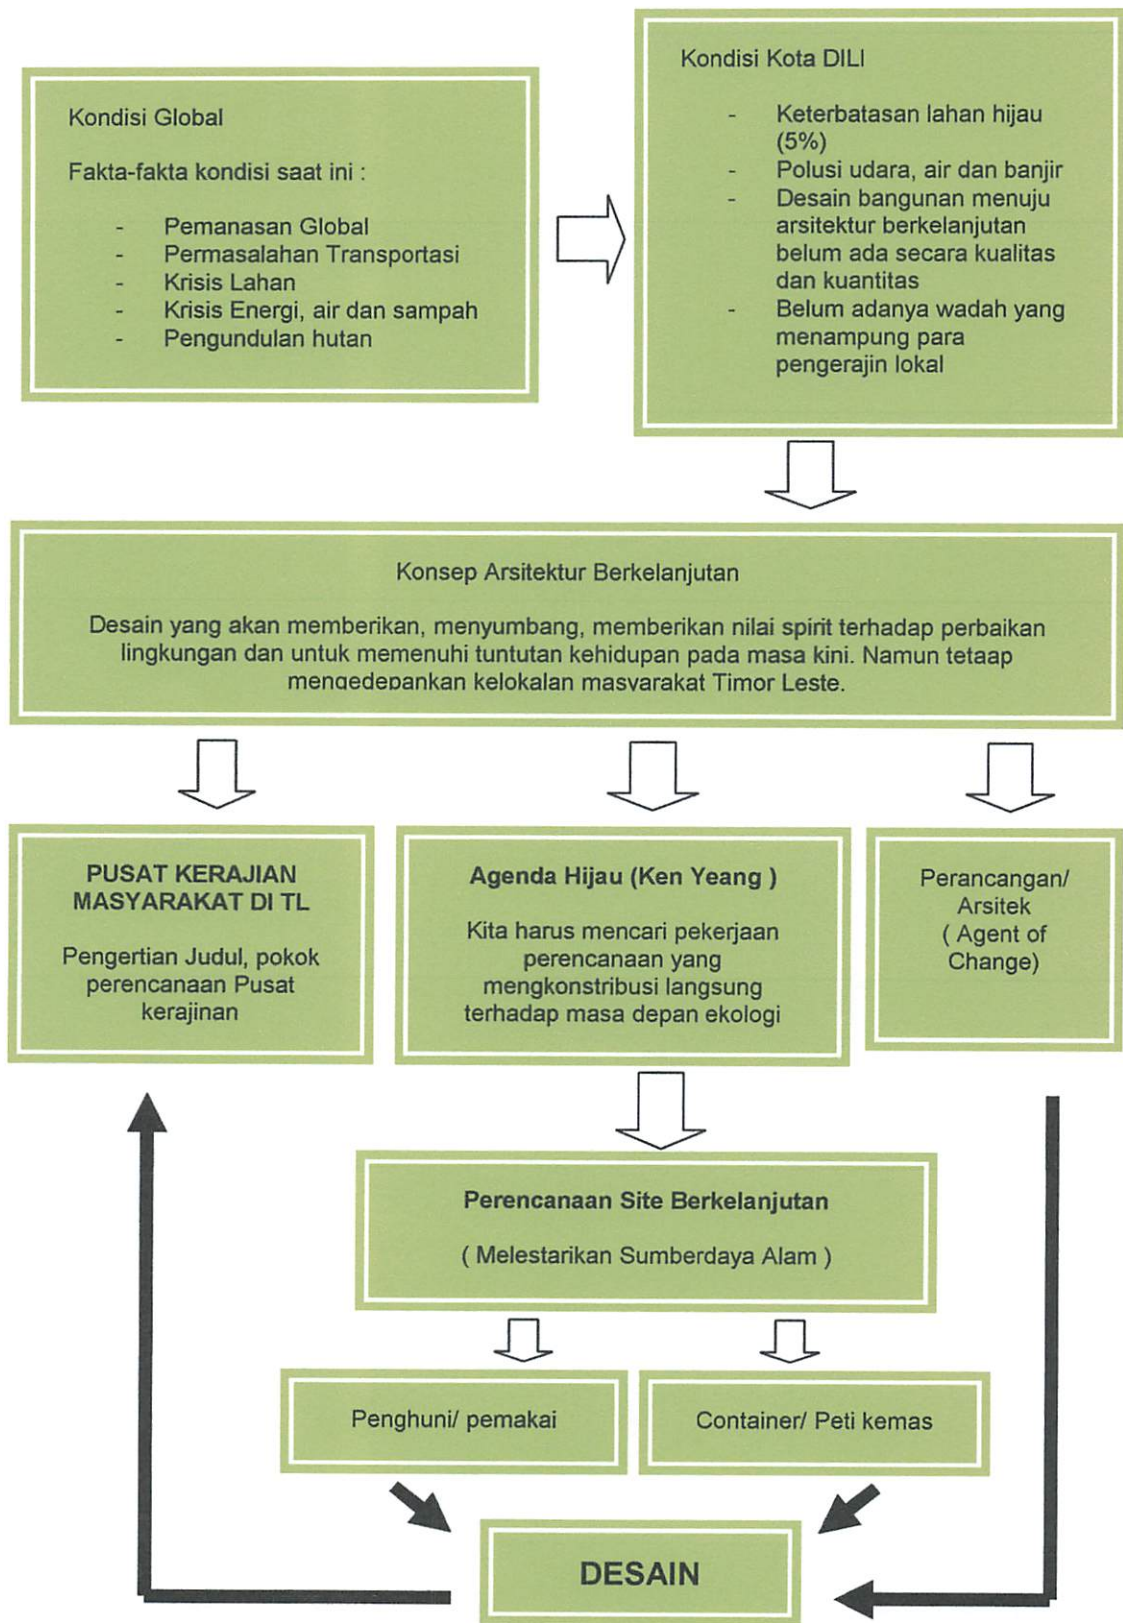 Kondisi Global
Fakta-fakta kondisi saat ini :
- Pemanasan Global
- Permasalahan Transportasi
- Krisis Lahan
- Krisis Energi, air dan sampah
- Pengundulan hutan
Kondisi Kota DILI
- Keterbatasan lahan hijau
(5%)
- Polusi udara, air dan banjir
- Desain bangunan menuju
arsitektur berkelanjutan
belum ada secara kualitas
dan kuantitas
- Belum adanya wadah yang
menampung para
pengerajin lokal
Konsep Arsitektur Berkelanjutan
Desain yang akan memberikan, menyumbang, memberikan nilai spirit terhadap perbaikan
lingkungan dan untuk memenuhi tuntutan kehidupan pada masa kini. Namun tetaap
mengedepankan kelokalan masyarakat Timor Leste.
PUSAT KERAJIAN
MASYARAKAT DI TL
Pengertian Judul, pokok
perencanaan Pusat
kerajinan
Agenda Hijau (Ken Yeang )
Kita harus mencari pekerjaan
perencanaan yang
mengkonstribusi langsung
terhadap masa depan ekologi
Perancangan/
Arsitek
( Agent of
Change)
Perencanaan Site Berkelanjutan
( Melestarikan Sumberdaya Alam )
Penghuni/ pemakai
Container/ Peti kemas
DESAIN